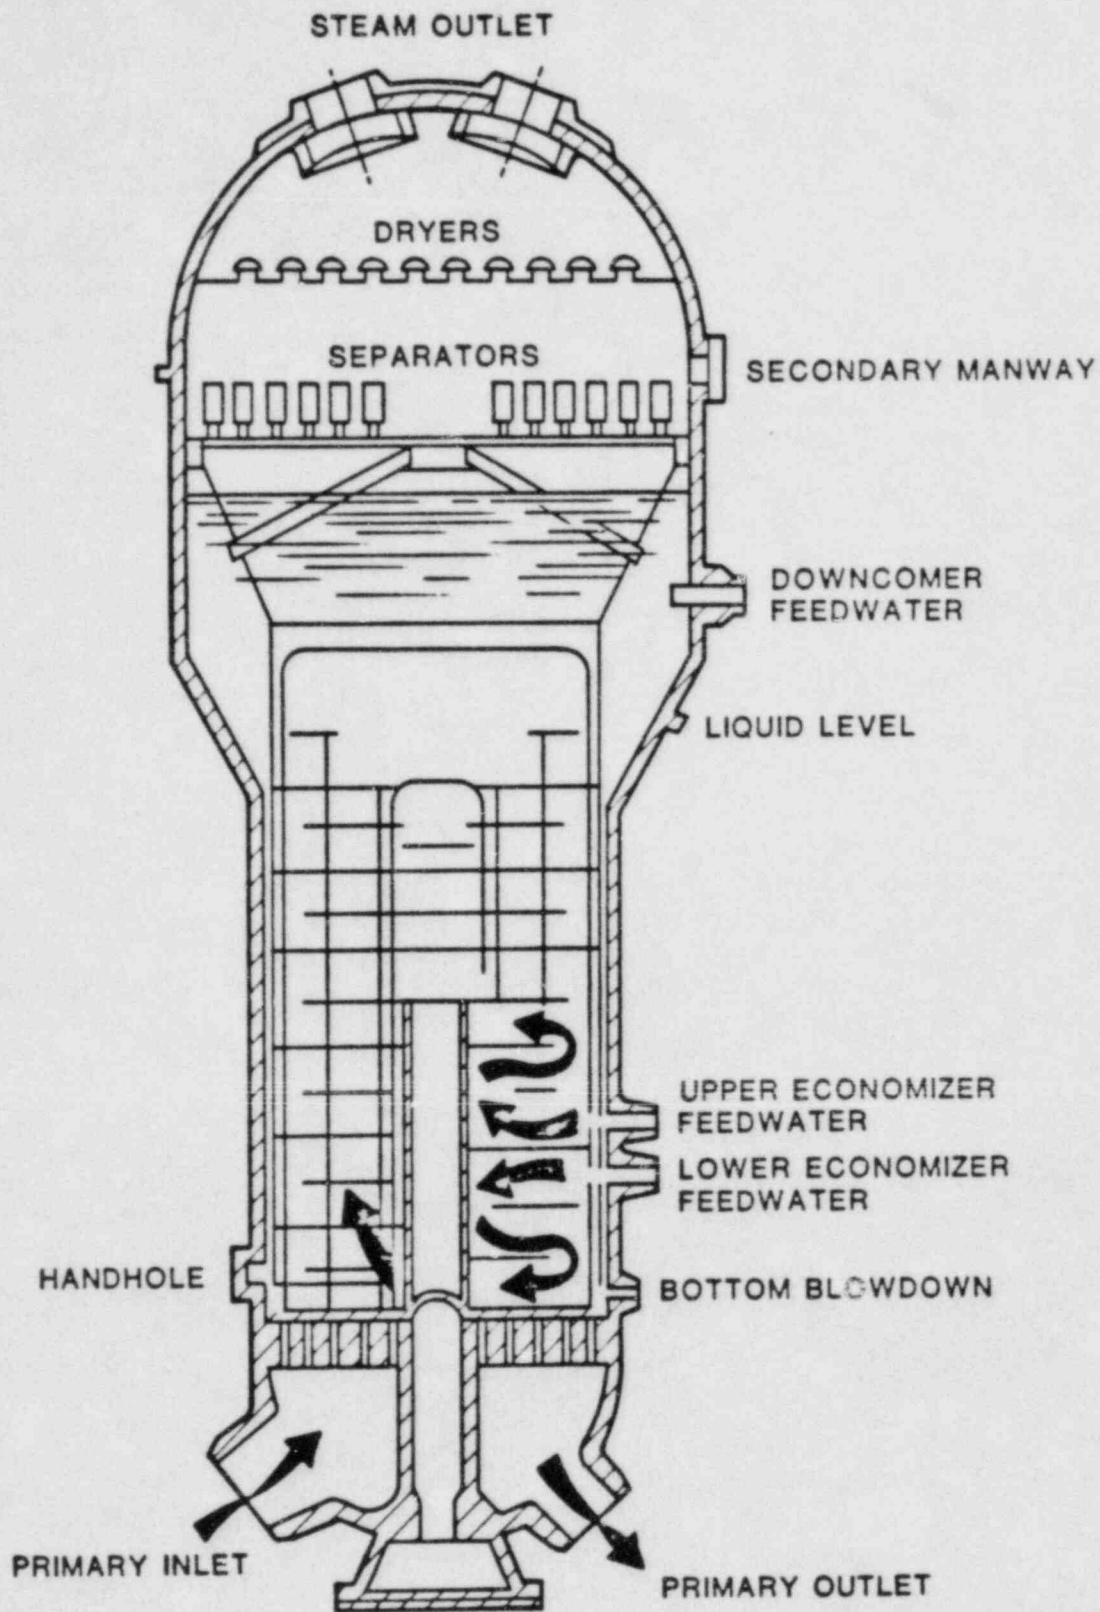 STEAM OUTLET
DRYERS
SEPARATORS
SECONDARY MANWAY
DOWNCOMER
FEEDWATER
LIQUID LEVEL
UPPER ECONOMIZER
FEEDWATER
LOWER ECONOMIZER
FEEDWATER
HANDHOLE
BOTTOM BLOWDOWN
PRIMARY INLET
PRIMARY OUTLET